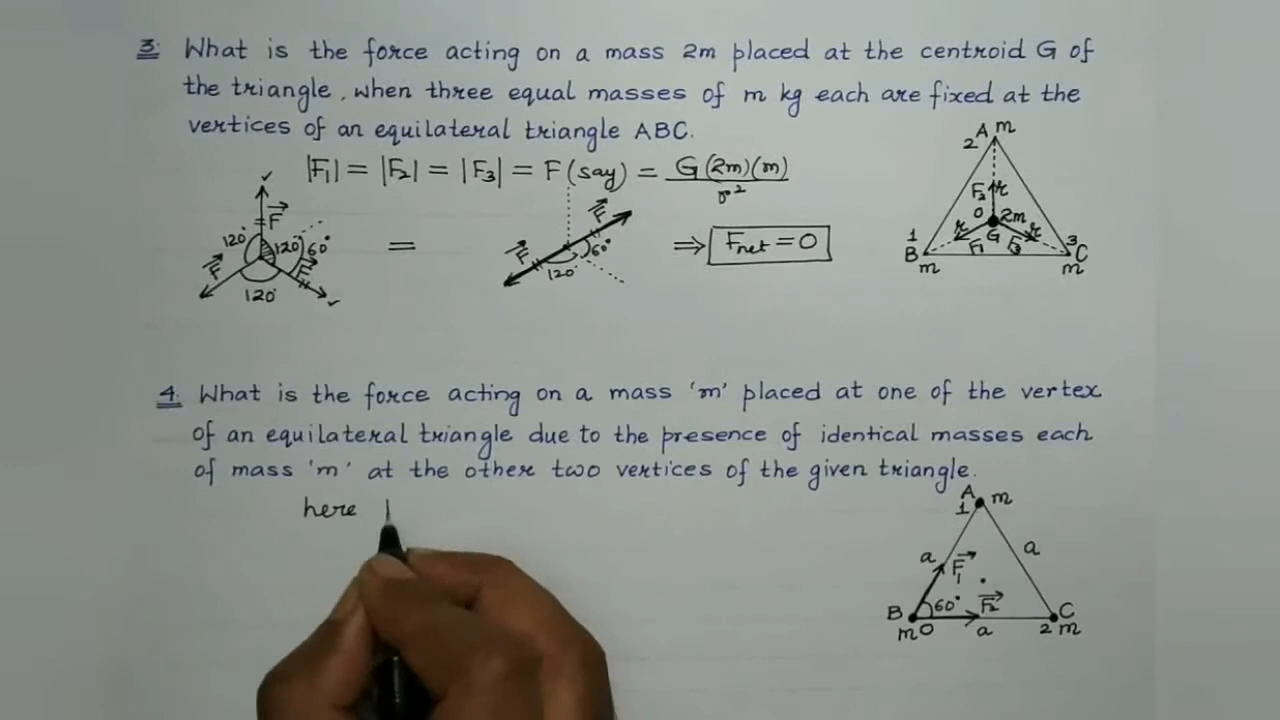 3. What is the force acting on a mass 2m placed at the centroid G of
the triangle, when three equal masses of m kg each are fixed at the
vertices of an equilateral triangle ABC.
|F₁| = |F₂| = |F₃| = F (say) = G(2m)(m) / r²
F⃗
120°
120°
60°
F⃗
F⃗
120°
=
F⃗
F⃗
60°
120°
⇒ Fnet = 0
A m
2
F₂ r
O 2m
r G r
1
B
F₁ F₃
3
C
m
m
4. What is the force acting on a mass 'm' placed at one of the vertex
of an equilateral triangle due to the presence of identical masses each
of mass 'm' at the other two vertices of the given triangle.
here
A
1
m
a
a
F⃗₁
60°
F⃗₂
B
C
m O
a
2 m